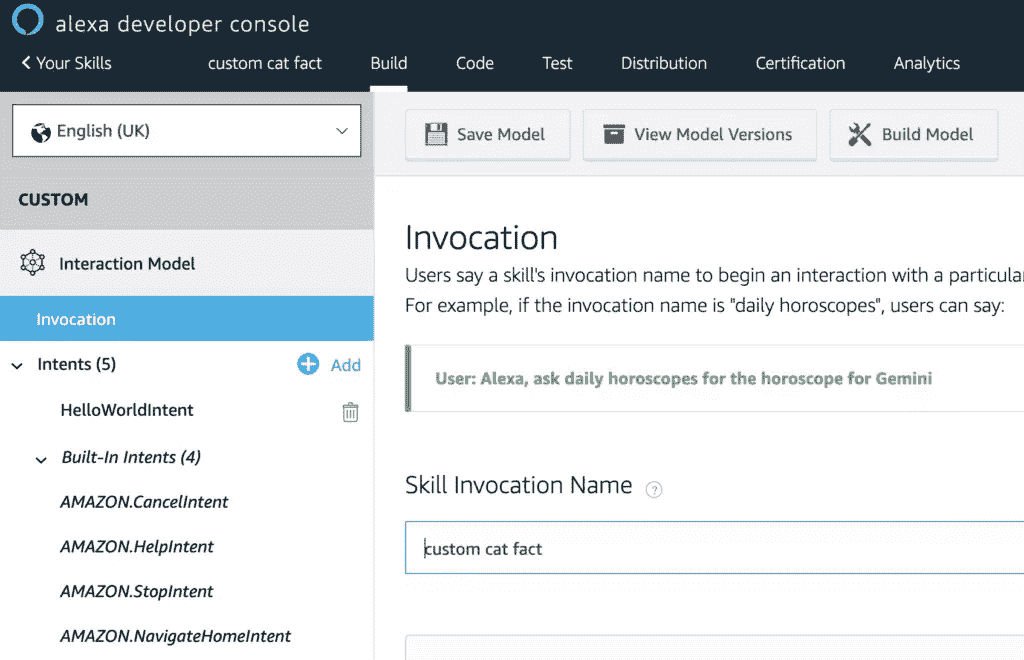 alexa developer console
Your Skills
custom cat fact
Build
Code
Test
Distribution
Certification
Analytics
English (UK)
CUSTOM
Interaction Model
Invocation
Intents (5)
Add
HelloWorldIntent
Built-In Intents (4)
AMAZON.CancelIntent
AMAZON.HelpIntent
AMAZON.StopIntent
AMAZON.NavigateHomeIntent
Save Model
View Model Versions
Build Model
Invocation
Users say a skill's invocation name to begin an interaction with a particular
For example, if the invocation name is "daily horoscopes", users can say:
User: Alexa, ask daily horoscopes for the horoscope for Gemini
Skill Invocation Name ?
custom cat fact